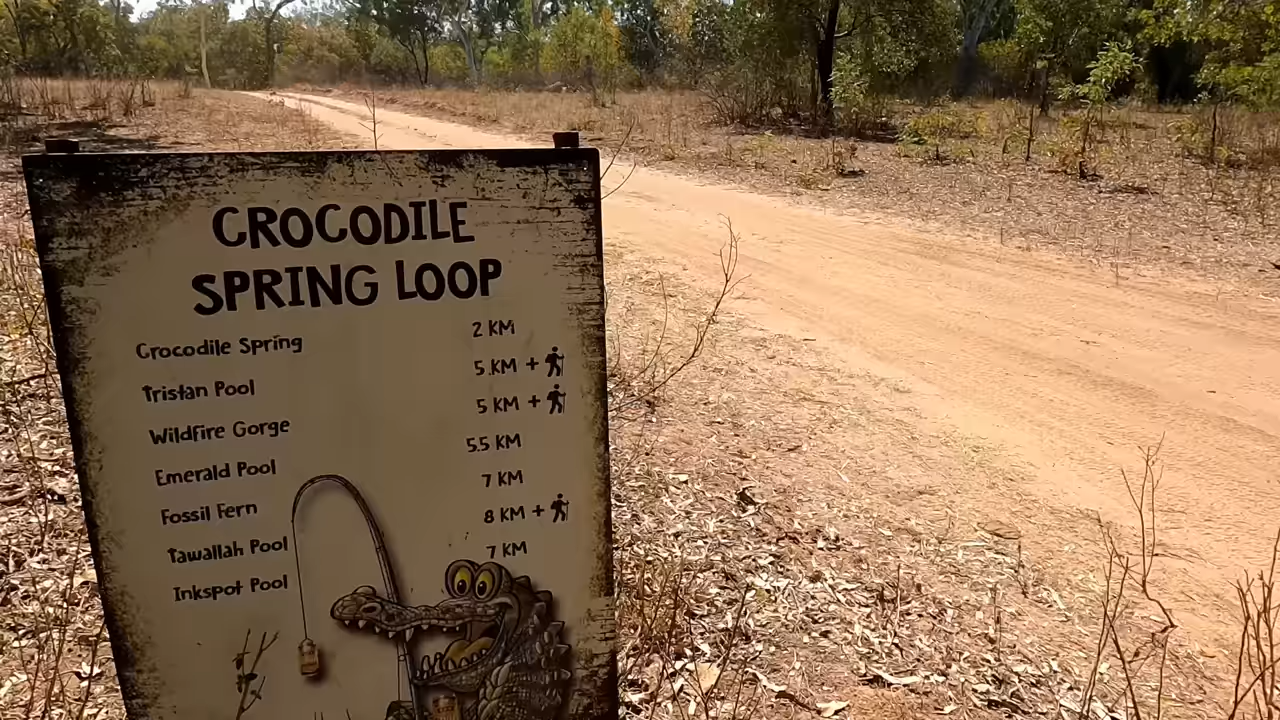 CROCODILE
SPRING LOOP
Crocodile Spring 2 KM
Tristan Pool 5 KM +
Wildfire Gorge 5 KM +
Emerald Pool 5.5 KM
Fossil Fern 7 KM
Tawallah Pool 8 KM +
Inkspot Pool 7 KM